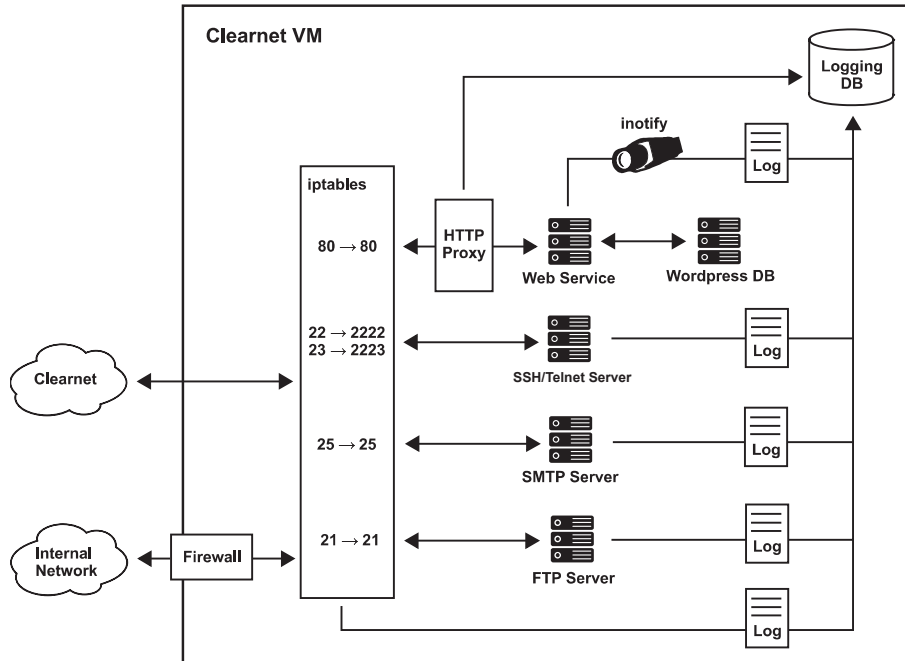 Clearnet VM
Logging
DB
inotify
Log
iptables
HTTP
Proxy
80 → 80
Web Service
Wordpress DB
22 → 2222
23 → 2223
Log
SSH/Telnet Server
Clearnet
25 → 25
Log
SMTP Server
21 → 21
Log
Internal
Network
Firewall
FTP Server
Log